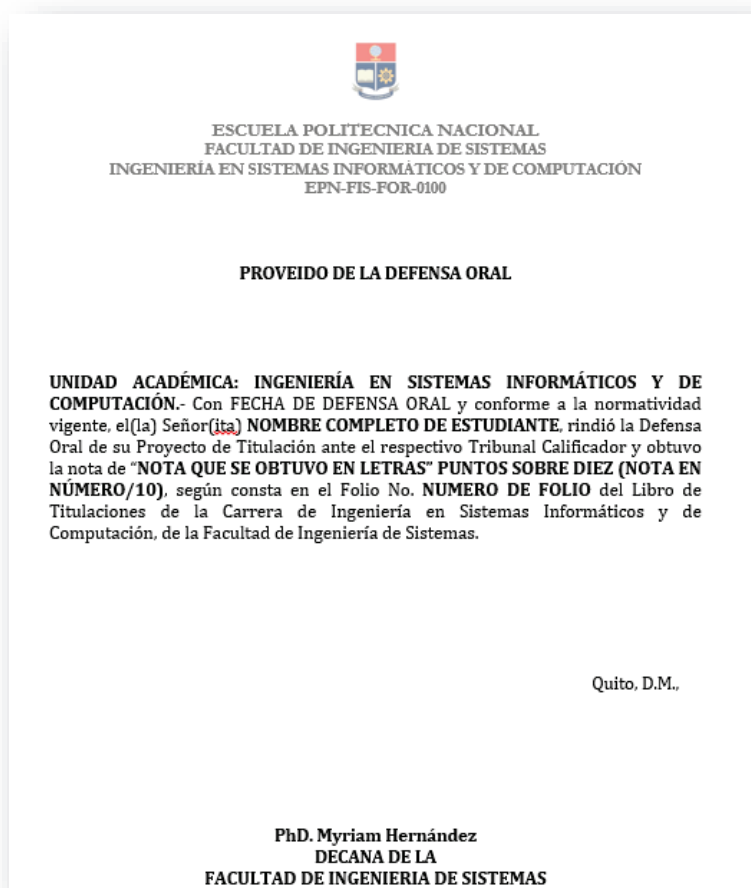 ESCUELA POLITECNICA NACIONAL
FACULTAD DE INGENIERIA DE SISTEMAS
INGENIERÍA EN SISTEMAS INFORMÁTICOS Y DE COMPUTACIÓN
EPN-FIS-FOR-0100
PROVEIDO DE LA DEFENSA ORAL
UNIDAD ACADÉMICA: INGENIERÍA EN SISTEMAS INFORMÁTICOS Y DE
COMPUTACIÓN.- Con FECHA DE DEFENSA ORAL y conforme a la normatividad
vigente, el(la) Señor(ita) NOMBRE COMPLETO DE ESTUDIANTE, rindió la Defensa
Oral de su Proyecto de Titulación ante el respectivo Tribunal Calificador y obtuvo
la nota de “NOTA QUE SE OBTUVO EN LETRAS” PUNTOS SOBRE DIEZ (NOTA EN
NÚMERO/10), según consta en el Folio No. NUMERO DE FOLIO del Libro de
Titulaciones de la Carrera de Ingeniería en Sistemas Informáticos y de
Computación, de la Facultad de Ingeniería de Sistemas.
Quito, D.M.,
PhD. Myriam Hernández
DECANA DE LA
FACULTAD DE INGENIERIA DE SISTEMAS